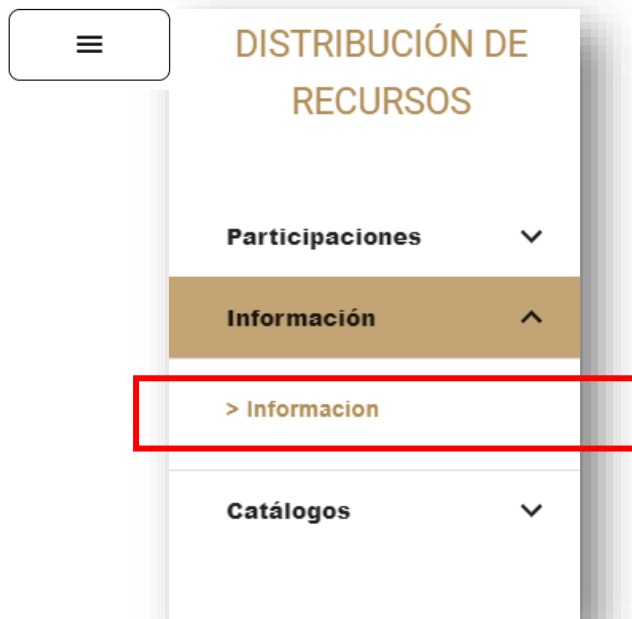 DISTRIBUCIÓN DE
RECURSOS
Participaciones
Información
> Informacion
Catálogos